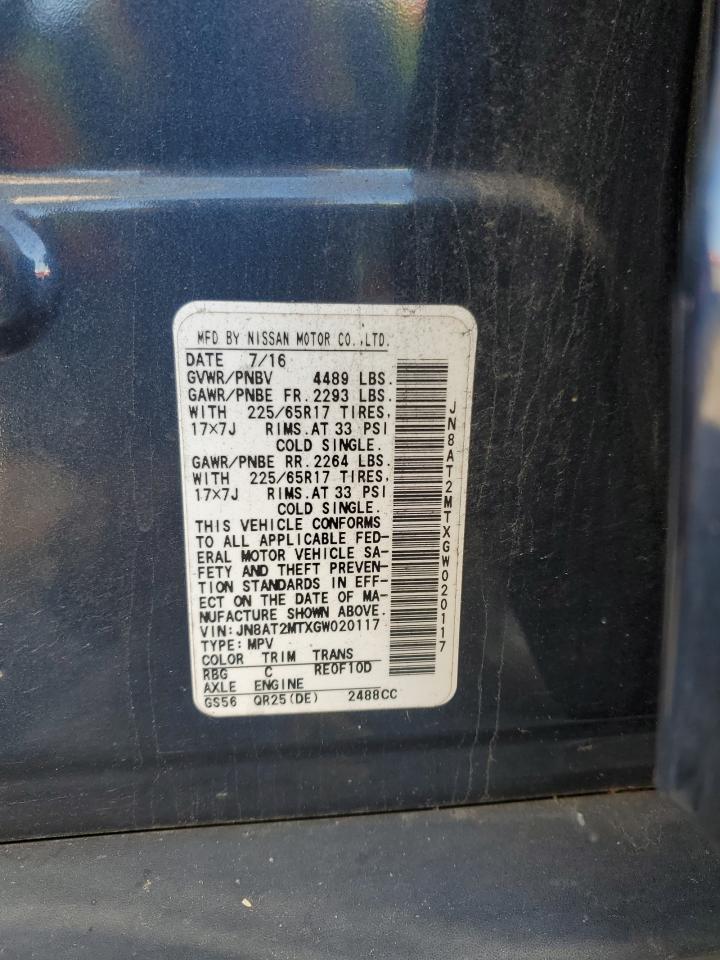 MFD BY NISSAN MOTOR CO.,LTD.
DATE 7/16
GVWR/PNBV 4489 LBS.
GAWR/PNBE FR. 2293 LBS.
WITH 225/65R17 TIRES,
17×7J RIMS.AT 33 PSI
COLD SINGLE.
GAWR/PNBE RR. 2264 LBS.
WITH 225/65R17 TIRES,
17×7J RIMS.AT 33 PSI
COLD SINGLE.
THIS VEHICLE CONFORMS
TO ALL APPLICABLE FED-
ERAL MOTOR VEHICLE SA-
FETY AND THEFT PREVEN-
TION STANDARDS IN EFF-
ECT ON THE DATE OF MA-
NUFACTURE SHOWN ABOVE.
VIN:JN8AT2MTXGW020117
TYPE:MPV
COLOR TRIM TRANS
RBG C RE0F10D
AXLE ENGINE
GS56 QR25(DE) 2488CC
JN8AT2MTXGW020117